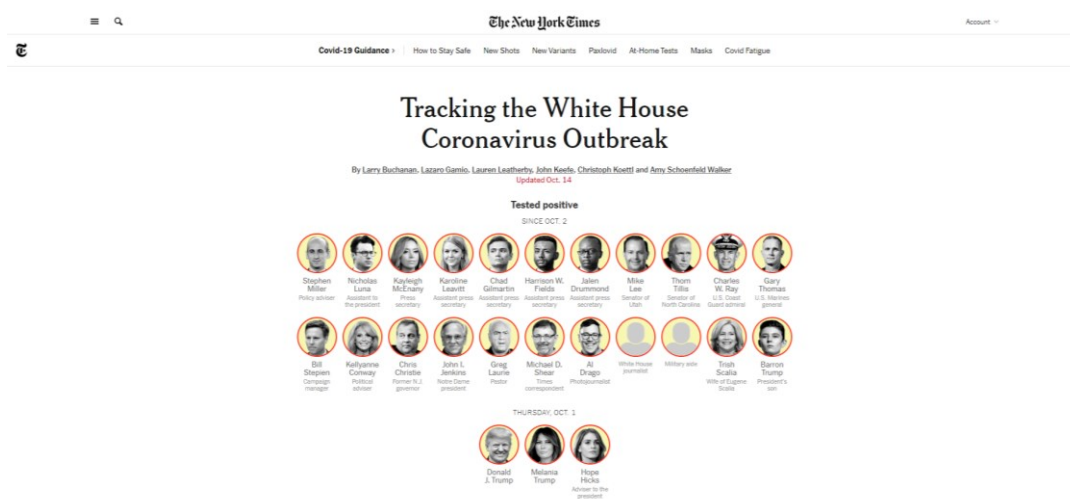 The New York Times
Account
Covid-19 Guidance › How to Stay Safe New Shots New Variants Paxlovid At-Home Tests Masks Covid Fatigue
Tracking the White House
Coronavirus Outbreak
By Larry Buchanan, Lazaro Gamio, Lauren Leatherby, John Keefe, Christoph Koettl and Amy Schoenfeld Walker
Updated Oct. 14
Tested positive
SINCE OCT. 2
Stephen Miller
Policy adviser
Nicholas Luna
Assistant to the president
Kayleigh McEnany
Press secretary
Karoline Leavitt
Assistant press secretary
Chad Gilmartin
Assistant press secretary
Harrison W. Fields
Assistant press secretary
Jalen Drummond
Assistant press secretary
Mike Lee
Senator of Utah
Thom Tillis
Senator of North Carolina
Charles W. Ray
U.S. Coast Guard admiral
Gary Thomas
U.S. Marines general
Bill Stepien
Campaign manager
Kellyanne Conway
Political adviser
Chris Christie
Former N.J. governor
John I. Jenkins
Notre Dame president
Greg Laurie
Pastor
Michael D. Shear
Times correspondent
Al Drago
Photojournalist
White House journalist
Military aide
Trish Scalia
Wife of Eugene Scalia
Barron Trump
President's son
THURSDAY, OCT. 1
Donald J. Trump
Melania Trump
Hope Hicks
Adviser to the president